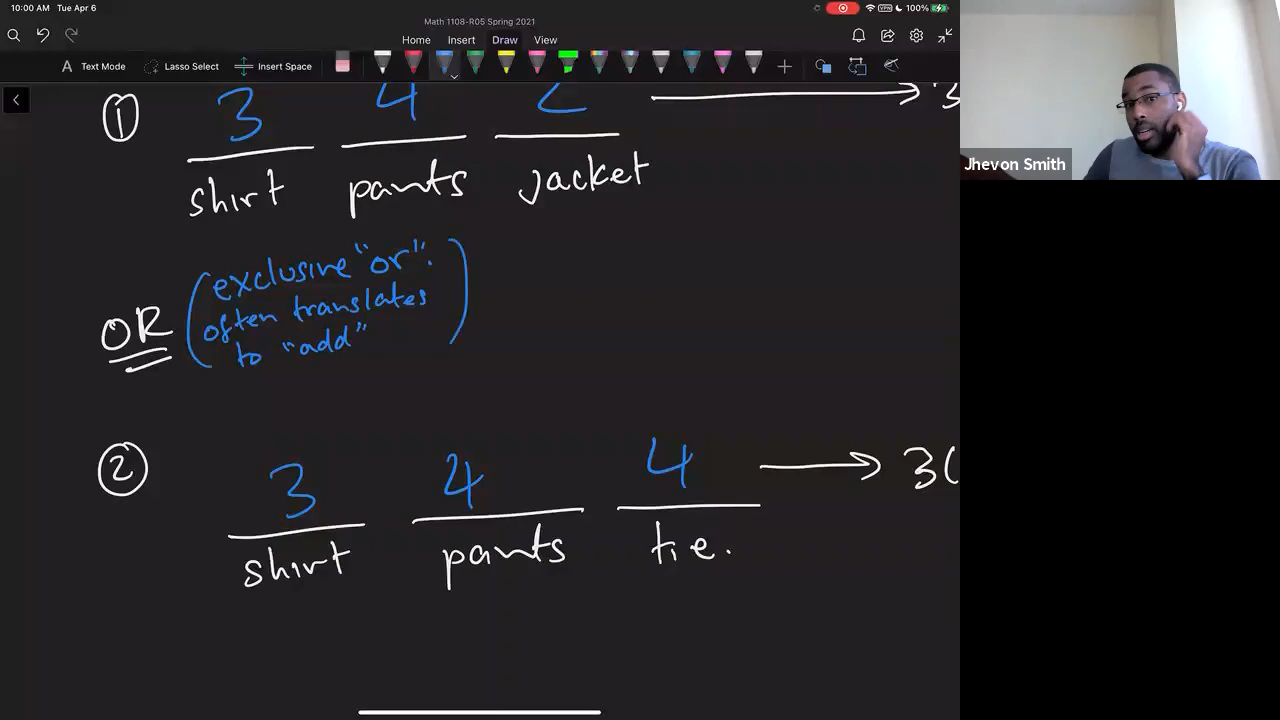 10:00 AM Tue Apr 6
VPN 100%
Math 1108-R05 Spring 2021
Home Insert Draw View
Text Mode Lasso Select Insert Space
① 3 4 2
shirt pants jacket
OR (exclusive "or":
often translates
to "add")
② 3 4 4 → 3(
shirt pants tie.
Jhevon Smith